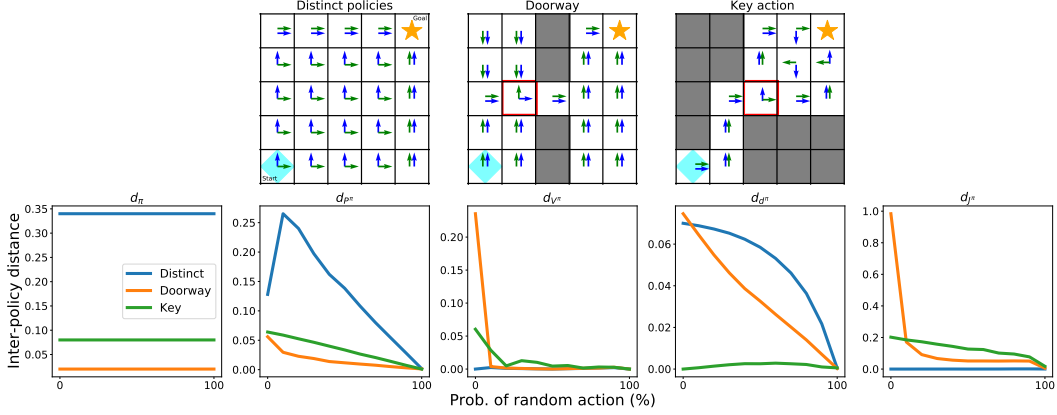 Distinct policies
Doorway
Key action
Goal
Start
d_π
d_{P^π}
d_{V^π}
d_{d^π}
d_{J^π}
Inter-policy distance
0.35
0.30
0.25
0.20
0.15
0.10
0.05
0
100
Distinct
Doorway
Key
0.25
0.20
0.15
0.10
0.05
0.00
0
100
0.20
0.15
0.10
0.05
0.00
0
100
0.06
0.04
0.02
0.00
0
100
1.0
0.8
0.6
0.4
0.2
0.0
0
100
Prob. of random action (%)